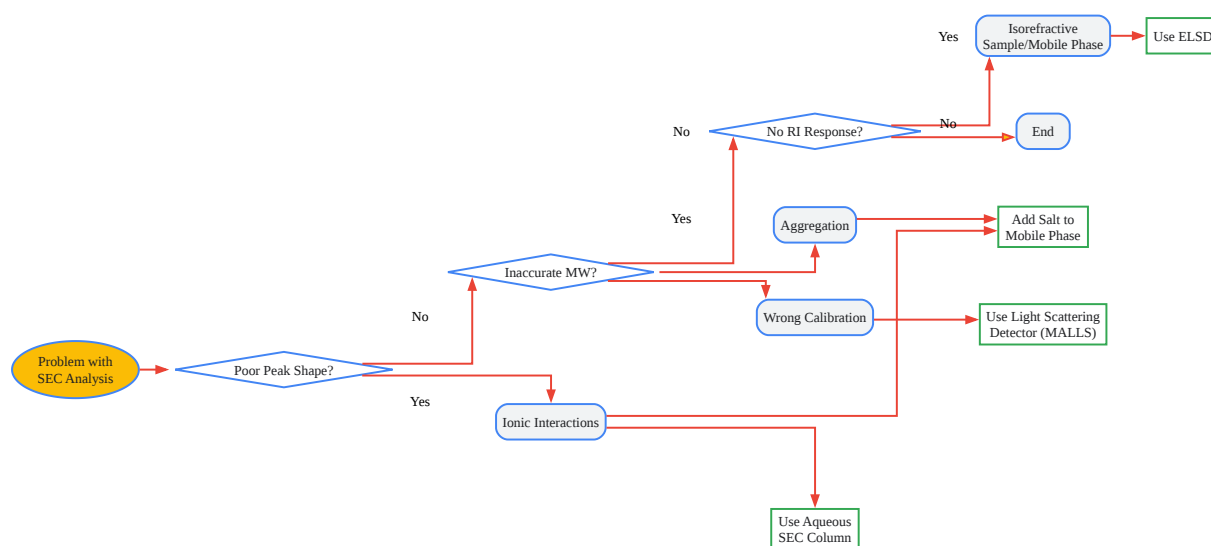 Isorefractive
Sample/Mobile Phase
Yes
Use ELSD
No
No RI Response?
No
End
Yes
Aggregation
Add Salt to
Mobile Phase
Inaccurate MW?
No
Wrong Calibration
Use Light Scattering
Detector (MALLS)
Problem with
SEC Analysis
Poor Peak Shape?
Yes
Ionic Interactions
Use Aqueous
SEC Column